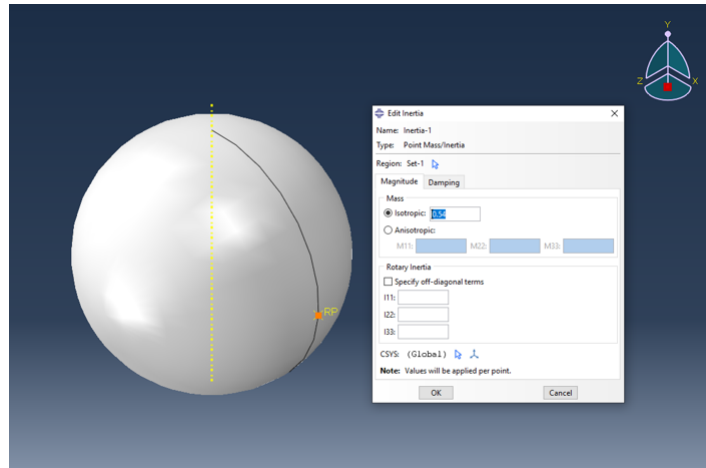 Y
Z
X
RP
Edit Inertia
Name: Inertia-1
Type: Point Mass/Inertia
Region: Set-1
Magnitude Damping
Mass
Isotropic: 0.54
Anisotropic:
M11: M22: M33:
Rotary Inertia
Specify off-diagonal terms
I11:
I22:
I33:
CSYS: (Global)
Note: Values will be applied per point.
OK Cancel